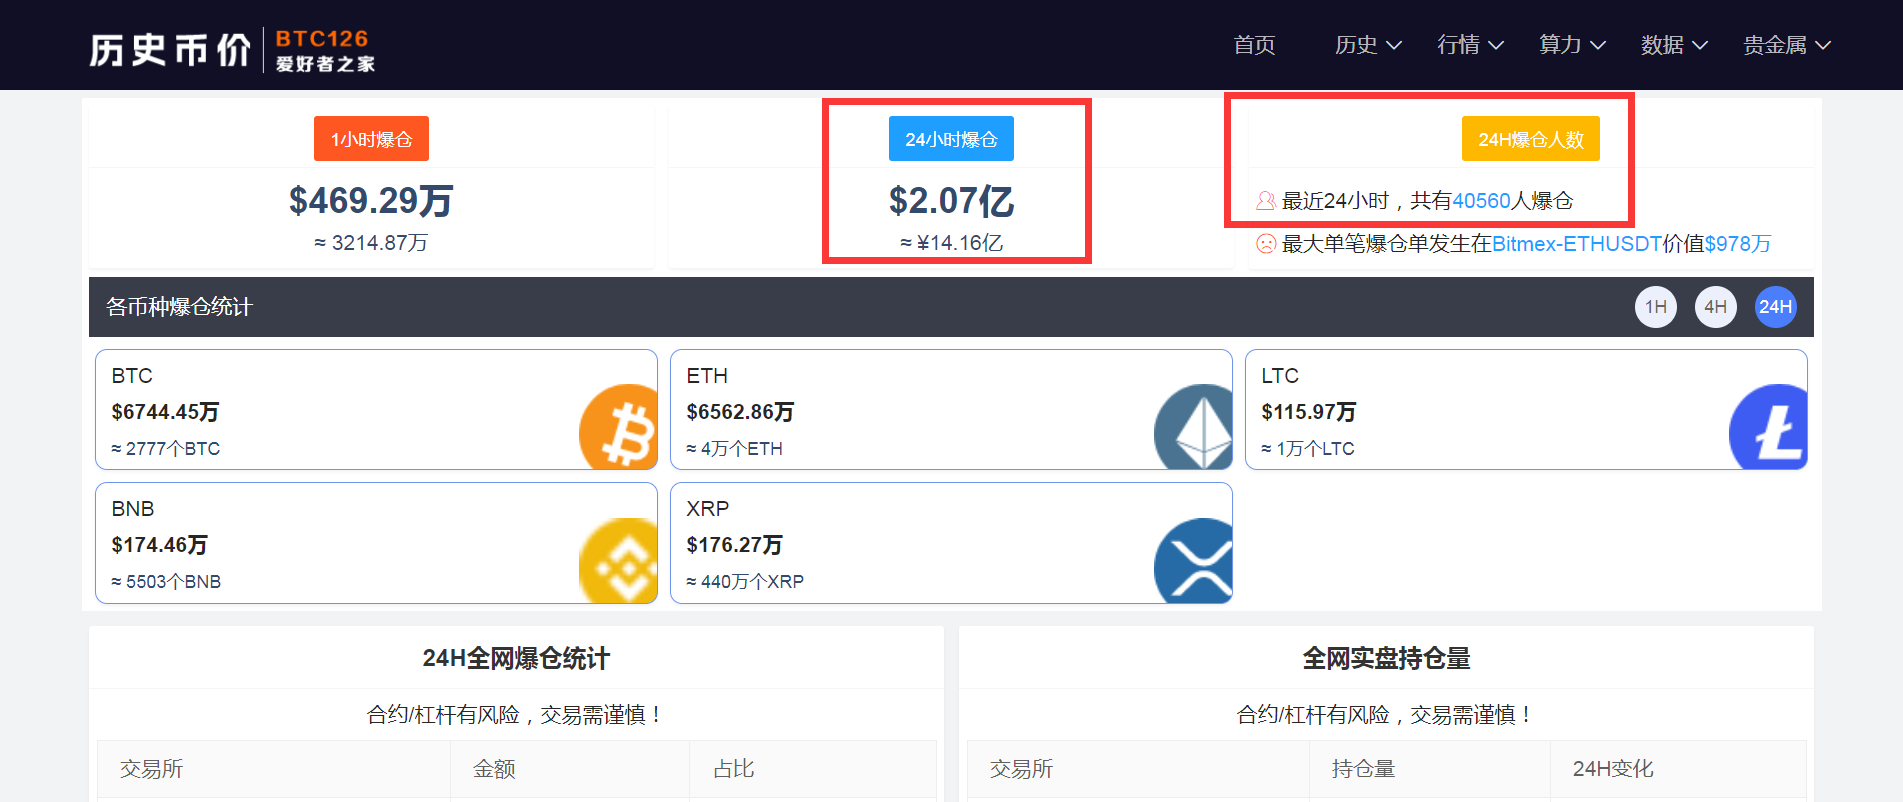 历史币价
BTC126
爱好者之家
首页 历史 行情 算力 数据 贵金属
1小时爆仓
$469.29万
≈ 3214.87万
24小时爆仓
$2.07亿
≈ ¥14.16亿
24H爆仓人数
最近24小时，共有40560人爆仓
最大单笔爆仓单发生在Bitmex-ETHUSDT价值$978万
各币种爆仓统计
1H 4H 24H
BTC
$6744.45万
≈ 2777个BTC
ETH
$6562.86万
≈ 4万个ETH
LTC
$115.97万
≈ 1万个LTC
BNB
$174.46万
≈ 5503个BNB
XRP
$176.27万
≈ 440万个XRP
24H全网爆仓统计
合约/杠杆有风险，交易需谨慎！
交易所 金额 占比
全网实盘持仓量
合约/杠杆有风险，交易需谨慎！
交易所 持仓量 24H变化